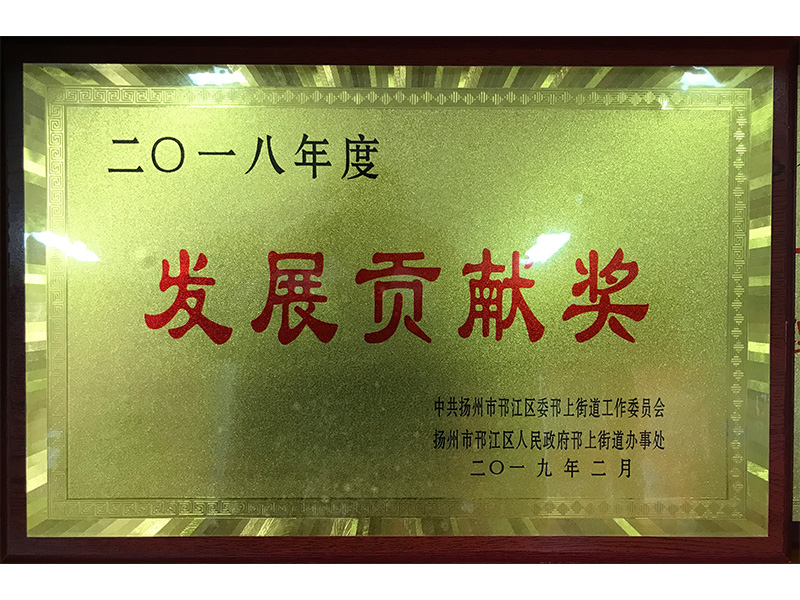 二〇一八年度
发展贡献奖
中共扬州市邗江区委邗上街道工作委员会
扬州市邗江区人民政府邗上街道办事处
二〇一九年二月